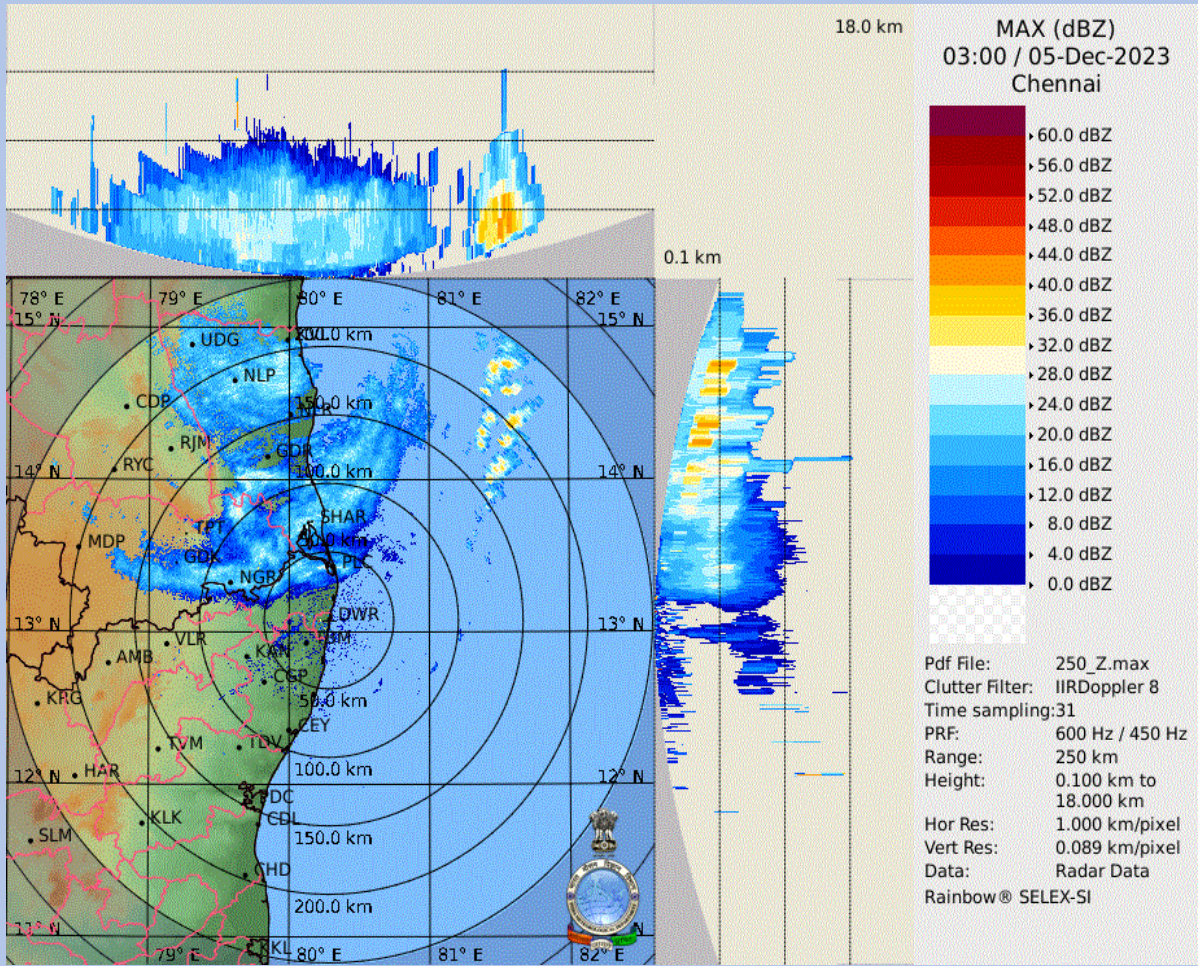 18.0 km
0.1 km
MAX (dBZ)
03:00 / 05-Dec-2023
Chennai
60.0 dBZ
56.0 dBZ
52.0 dBZ
48.0 dBZ
44.0 dBZ
40.0 dBZ
36.0 dBZ
32.0 dBZ
28.0 dBZ
24.0 dBZ
20.0 dBZ
16.0 dBZ
12.0 dBZ
8.0 dBZ
4.0 dBZ
0.0 dBZ
Pdf File: 250_Z.max
Clutter Filter: IIRDoppler 8
Time sampling:31
PRF: 600 Hz / 450 Hz
Range: 250 km
Height: 0.100 km to
18.000 km
Hor Res: 1.000 km/pixel
Vert Res: 0.089 km/pixel
Data: Radar Data
Rainbow® SELEX-SI
78° E 79° E 80° E 81° E 82° E
15° N 15° N
UDG
NLP
150.0 km
CDP
RJM
GDR
RYC
100.0 km
14° N 14° N
SHAR
TPT
MDP
GDK
NGR
DWR
13° N 13° N
VLR
KAN
AMB
CGP
KRG
50.0 km
CEY
TVM
TDV
100.0 km
HAR
12° N 12° N
PDC
KLK
CDL
SLM
150.0 km
CHD
200.0 km
11° N 11° N
KKL
79° E 80° E 81° E 82° E